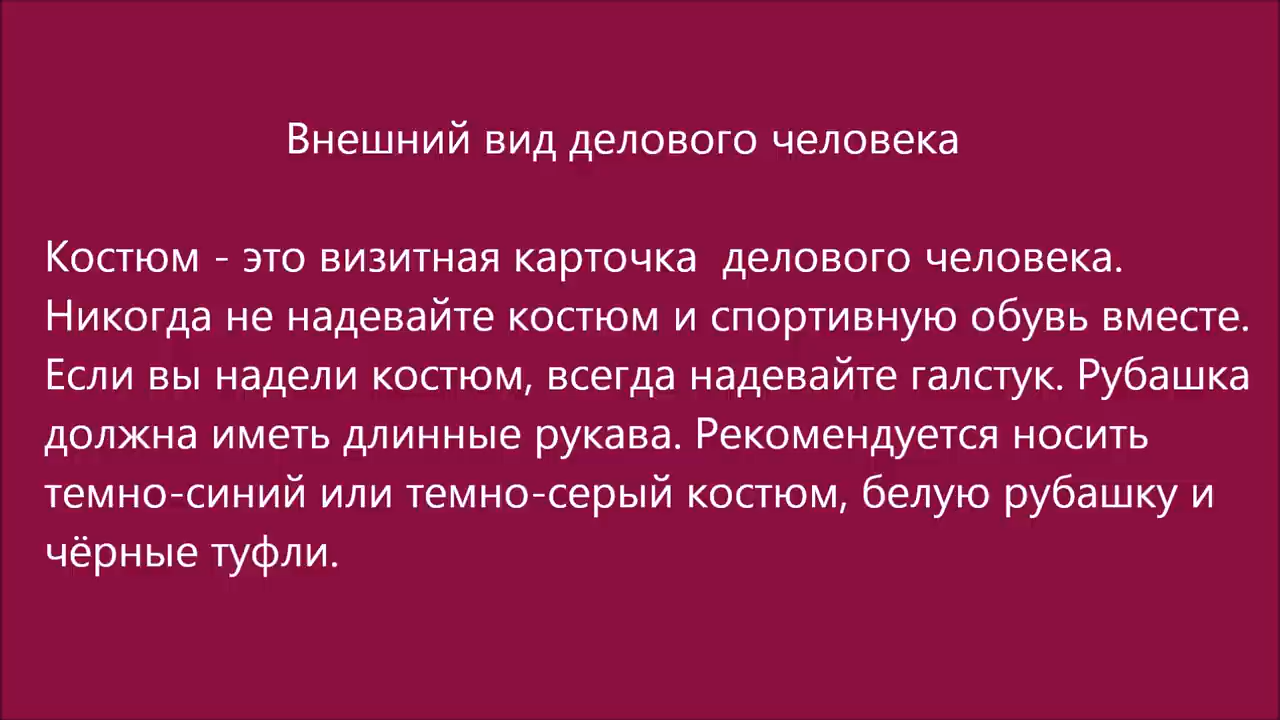 Внешний вид делового человека
Костюм - это визитная карточка  делового человека.
Никогда не надевайте костюм и спортивную обувь вместе.
Если вы надели костюм, всегда надевайте галстук. Рубашка
должна иметь длинные рукава. Рекомендуется носить
темно-синий или темно-серый костюм, белую рубашку и
чёрные туфли.